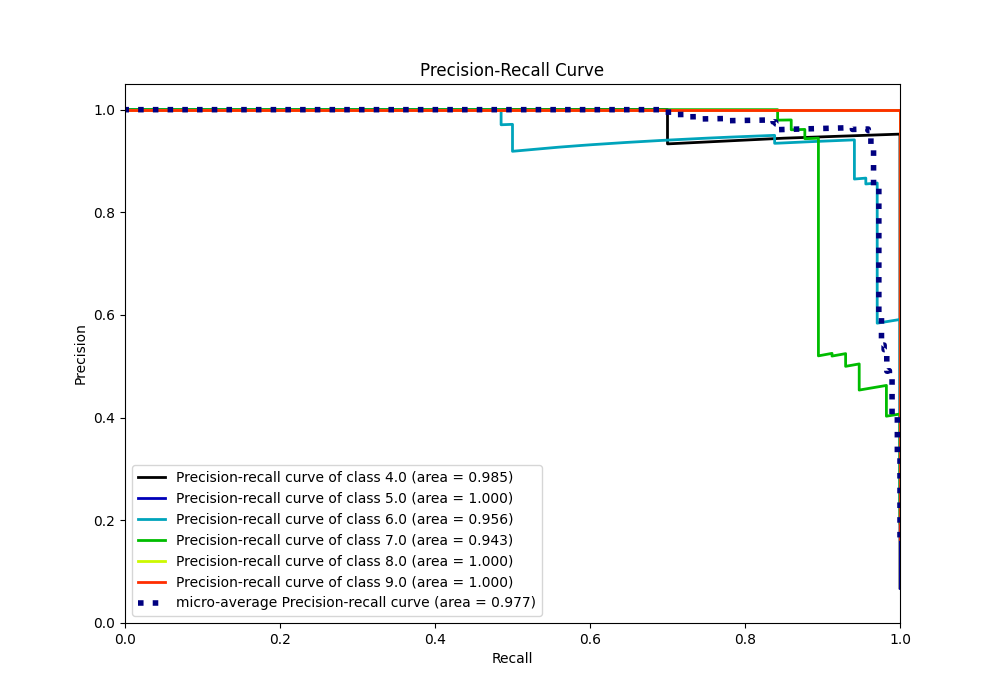 Precision-Recall Curve
1.0
0.8
0.6
0.4
0.2
0.0
Precision
Precision-recall curve of class 4.0 (area = 0.985)
Precision-recall curve of class 5.0 (area = 1.000)
Precision-recall curve of class 6.0 (area = 0.956)
Precision-recall curve of class 7.0 (area = 0.943)
Precision-recall curve of class 8.0 (area = 1.000)
Precision-recall curve of class 9.0 (area = 1.000)
micro-average Precision-recall curve (area = 0.977)
0.0 0.2 0.4 0.6 0.8 1.0
Recall